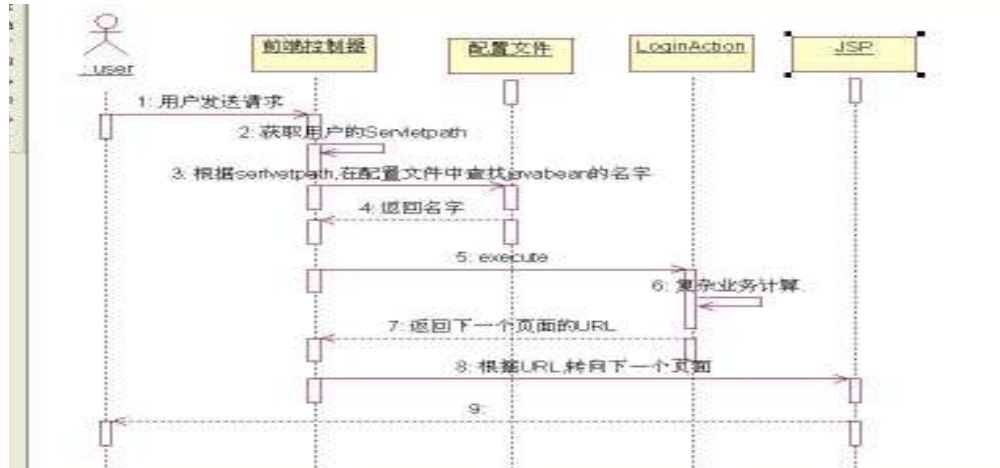 前端控制器
配置文件
LoginAction
JSP
: user
1: 用户发送请求
2: 获取用户的Servletpath
3: 根据serlvetpath,在配置文件中查找javabean的名字
4: 返回名字
5: execute
6: 复杂业务计算.
7: 返回下一个页面的URL
8: 根据URL,转向下一个页面
9: